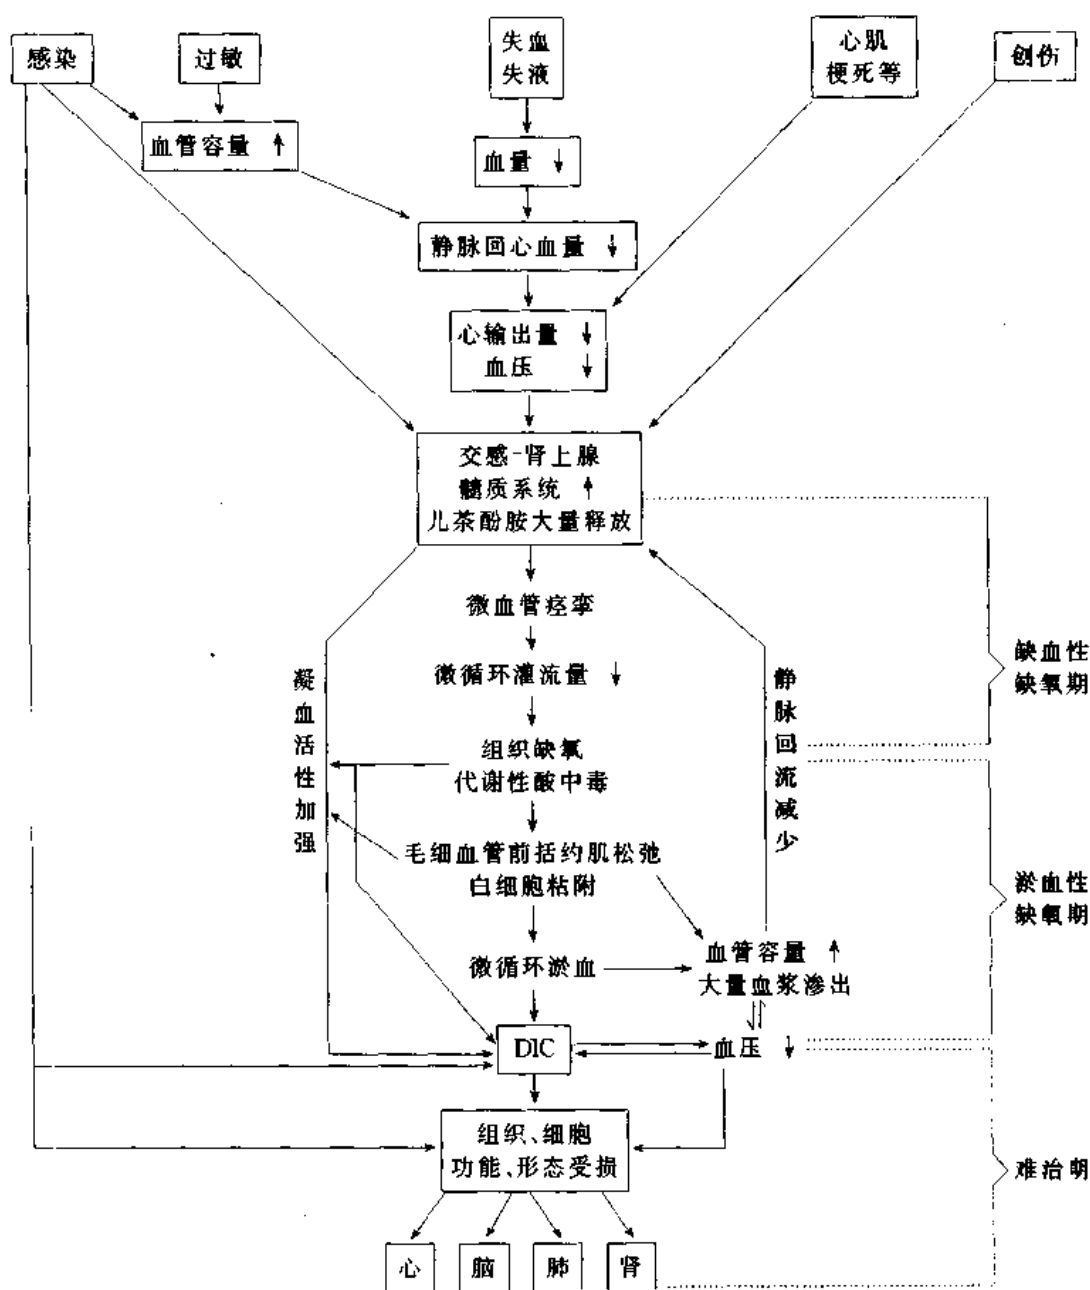 感染
过敏
失血
失液
心肌
梗死等
创伤
血管容量 ↑
血量 ↓
静脉回心血量 ↓
心输出量 ↓
血压 ↓
交感-肾上腺
髓质系统 ↑
儿茶酚胺大量释放
微血管痉挛
微循环灌流量 ↓
凝血活性加强
静脉回流减少
缺血性
缺氧期
组织缺氧
代谢性酸中毒
毛细血管前括约肌松弛
白细胞粘附
淤血性
缺氧期
微循环淤血
血管容量 ↑
大量血浆渗出
DIC
血压 ↓
组织、细胞
功能、形态受损
难治期
心
脑
肺
肾